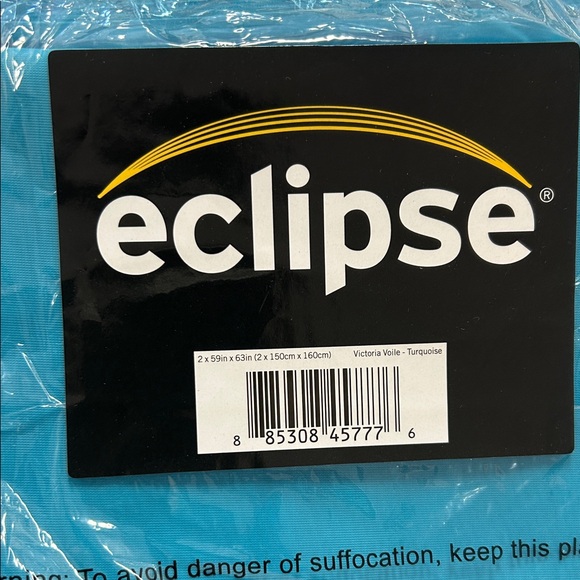 eclipse®
2 x 59in x 63in (2 x 150cm x 160cm) Victoria Voile - Turquoise
8 85308 45777 6
To avoid danger of suffocation, keep this